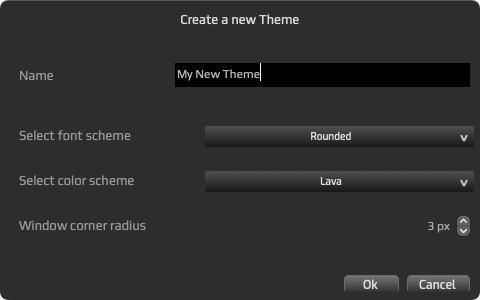 Create a new Theme
Name
My New Theme
Select font scheme
Rounded
Select color scheme
Lava
Window corner radius
3 px
Ok
Cancel